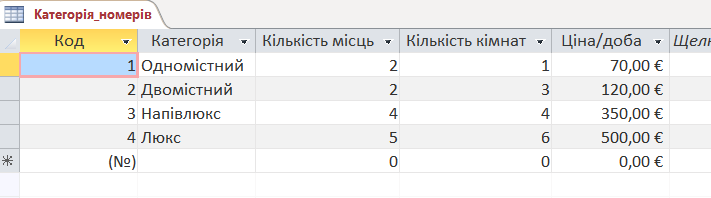 Категорія_номерів
Код Категорія Кількість місць Кількість кімнат Ціна/доба
1 Одномістний 2 1 70,00 €
2 Двомістний 2 3 120,00 €
3 Напівлюкс 4 4 350,00 €
4 Люкс 5 6 500,00 €
(№) 0 0 0,00 €